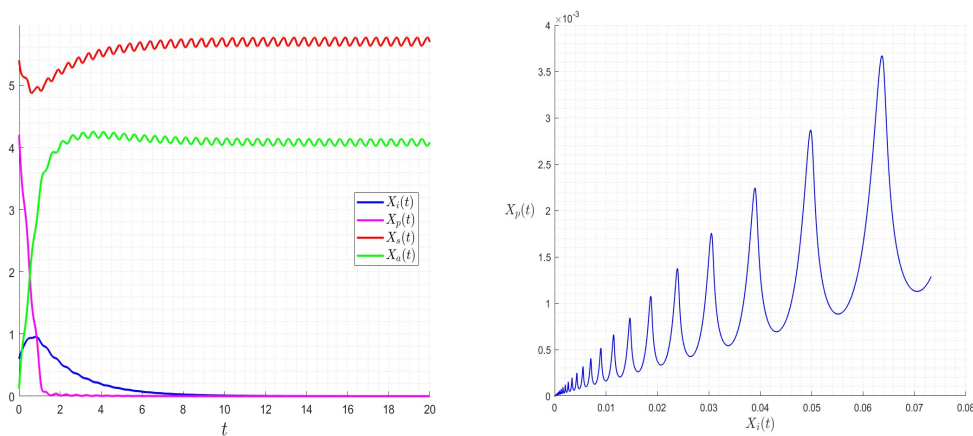 5
4
3
2
1
0
0 2 4 6 8 10 12 14 16 18 20
t
X_i(t)
X_p(t)
X_s(t)
X_a(t)
×10⁻³
4
3.5
3
2.5
2
1.5
1
0.5
0
0 0.01 0.02 0.03 0.04 0.05 0.06 0.07 0.08
X_p(t)
X_i(t)